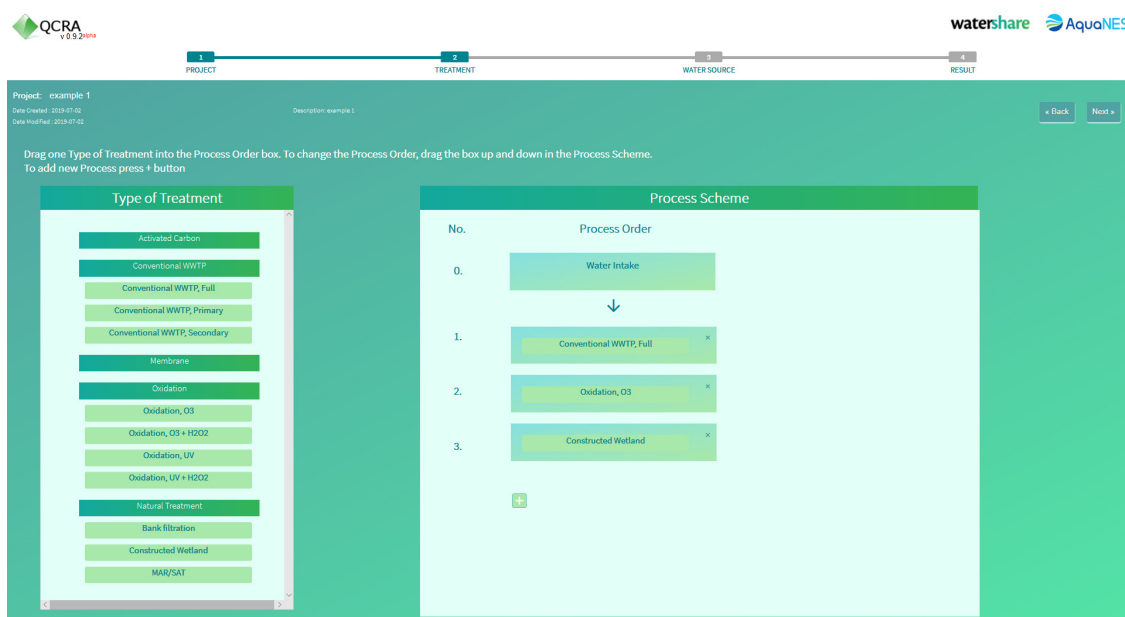 QCRA
v 0.9.2alpha
watershare
AquaNES
1
2
3
4
PROJECT
TREATMENT
WATER SOURCE
RESULT
Project: example 1
Date Created : 2019-07-02
Description: example 1
Date Modified : 2019-07-02
« Back
Next »
Drag one Type of Treatment into the Process Order box. To change the Process Order, drag the box up and down in the Process Scheme.
To add new Process press + button
Type of Treatment
Activated Carbon
Conventional WWTP
Conventional WWTP, Full
Conventional WWTP, Primary
Conventional WWTP, Secondary
Membrane
Oxidation
Oxidation, O3
Oxidation, O3 + H2O2
Oxidation, UV
Oxidation, UV + H2O2
Natural Treatment
Bank filtration
Constructed Wetland
MAR/SAT
Process Scheme
No.
Process Order
0.
Water Intake
1.
Conventional WWTP, Full
×
2.
Oxidation, O3
×
3.
Constructed Wetland
×
+